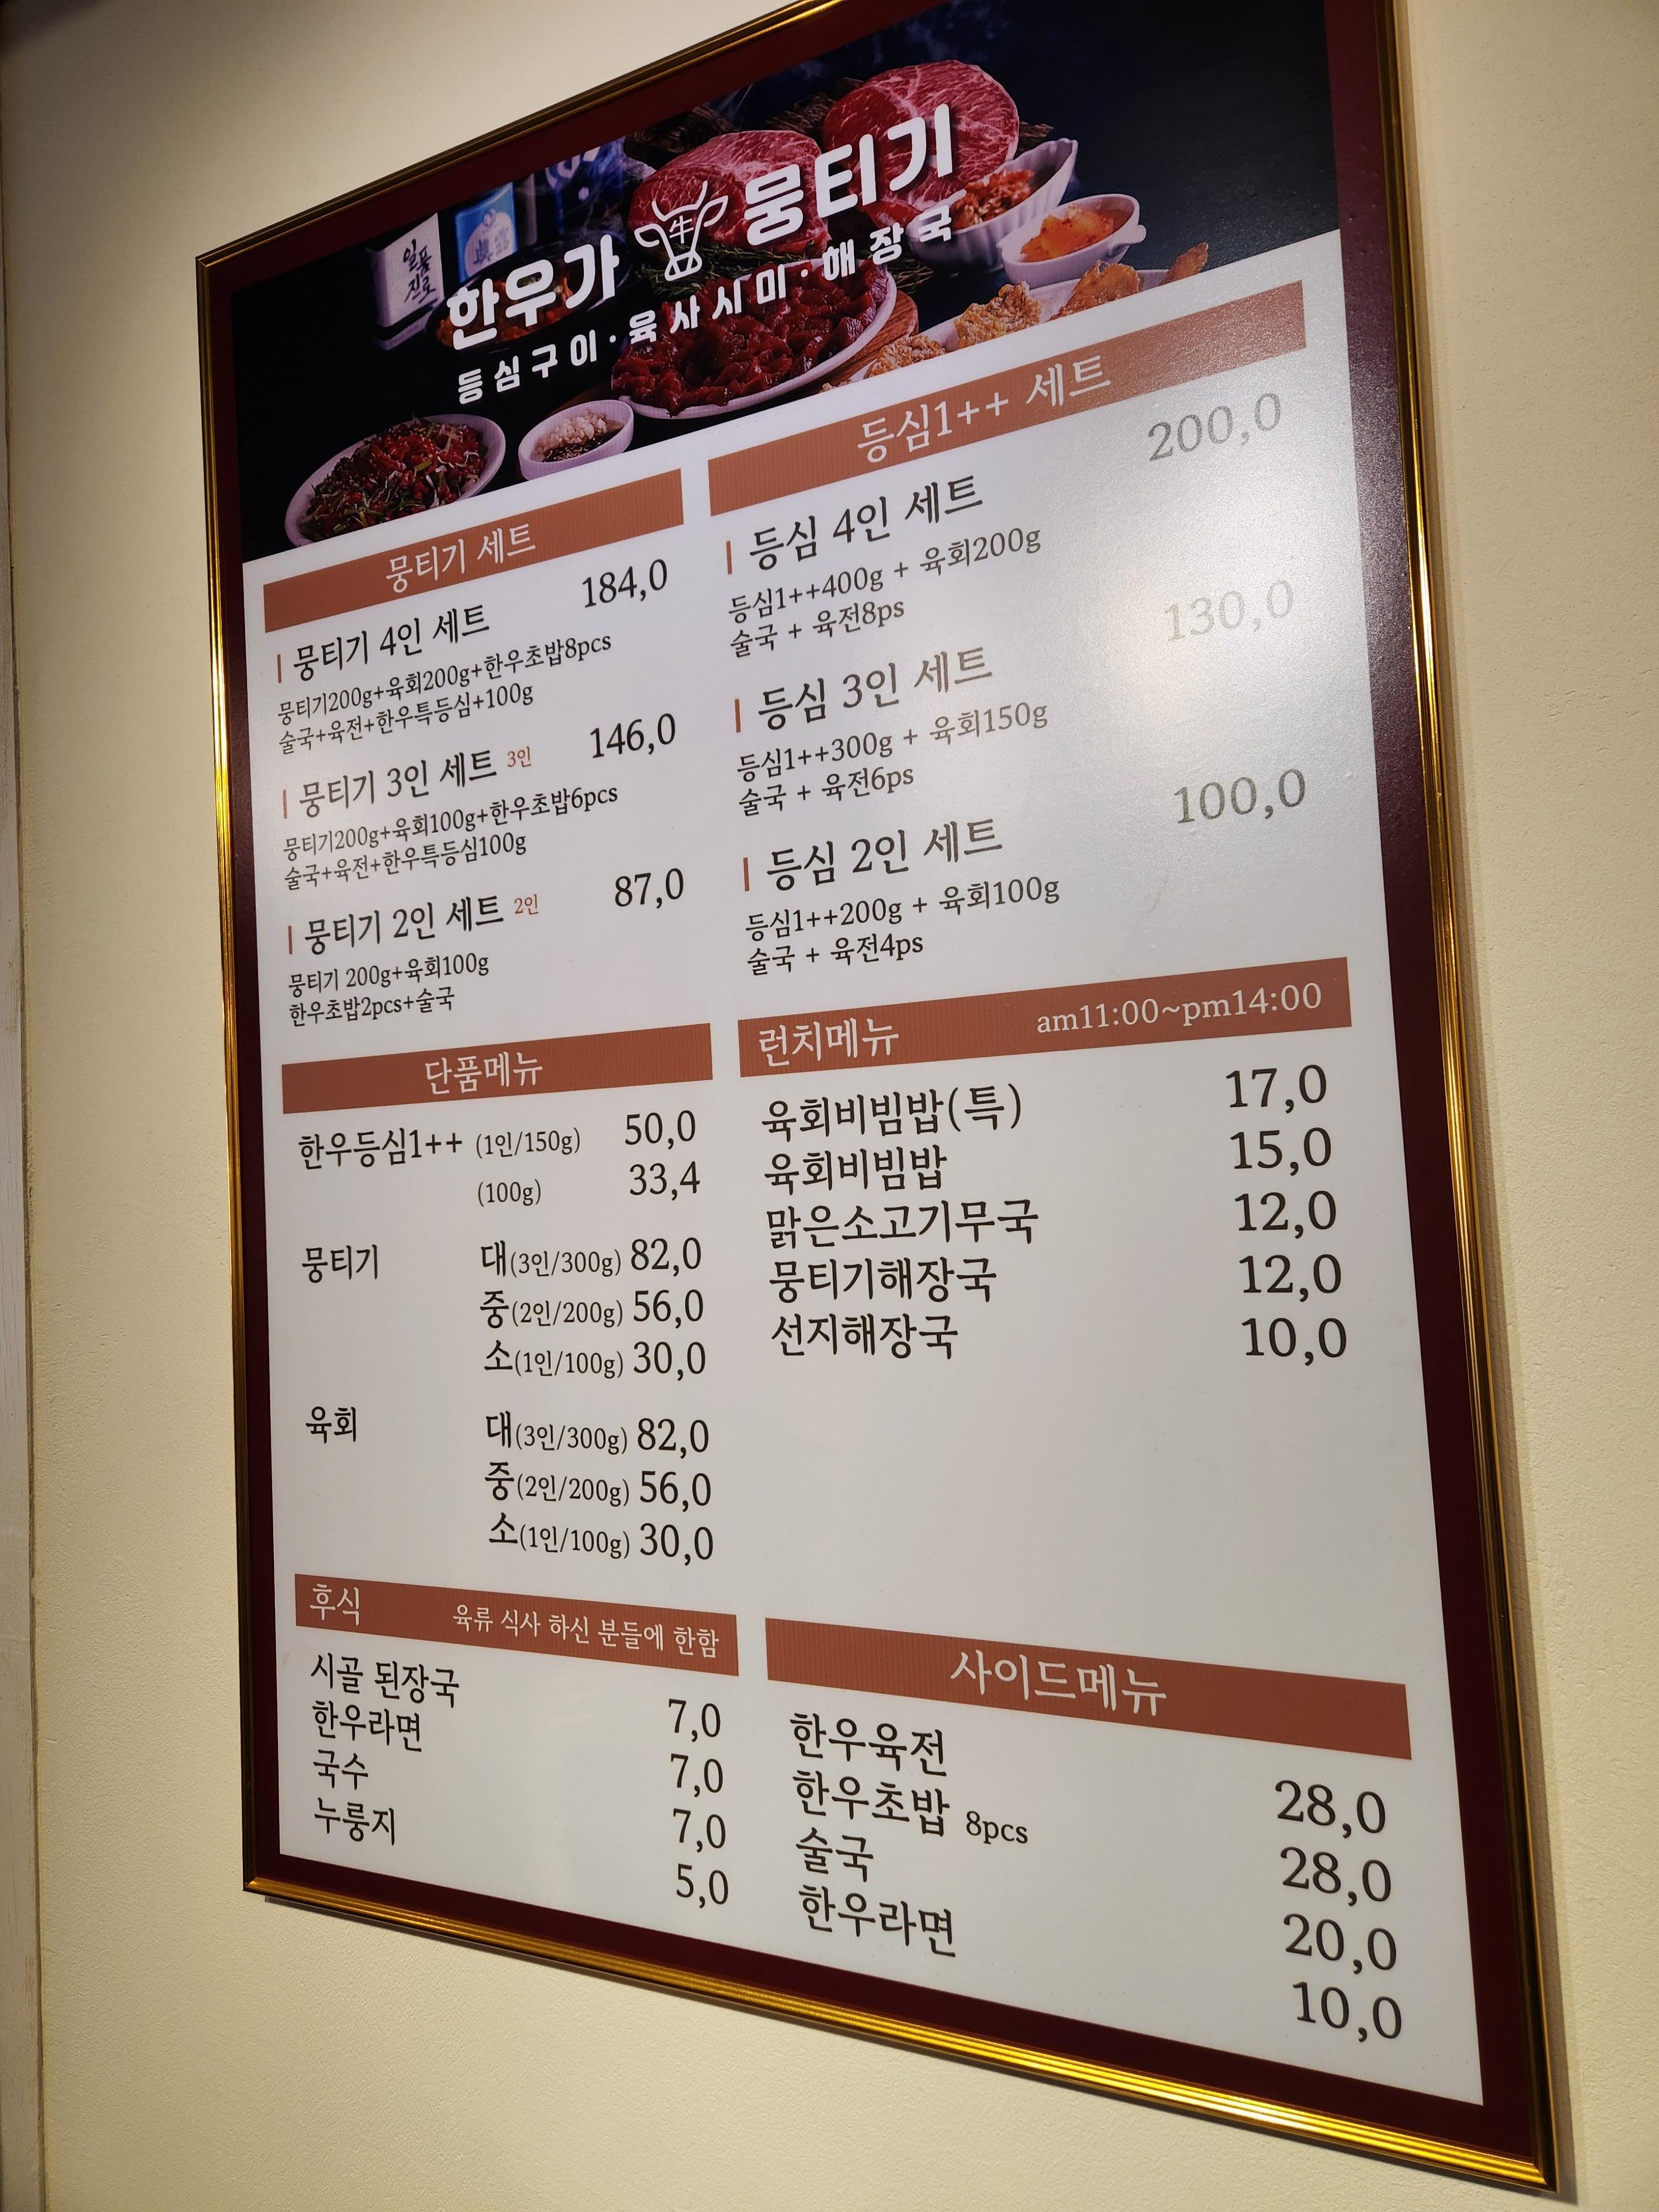 일품
진로
한우가 牛 뭉티기
등심구이·육사시미·해장국
뭉티기 세트
뭉티기 4인 세트 184,0
뭉티기200g+육회200g+한우초밥8pcs
술국+육전+한우특등심+100g
뭉티기 3인 세트 3인 146,0
뭉티기200g+육회100g+한우초밥6pcs
술국+육전+한우특등심100g
뭉티기 2인 세트 2인 87,0
뭉티기 200g+육회100g
한우초밥2pcs+술국
등심1++ 세트
등심 4인 세트 200,0
등심1++400g + 육회200g
술국 + 육전8ps
등심 3인 세트 130,0
등심1++300g + 육회150g
술국 + 육전6ps
등심 2인 세트 100,0
등심1++200g + 육회100g
술국 + 육전4ps
단품메뉴
한우등심1++ (1인/150g) 50,0
(100g) 33,4
뭉티기 대(3인/300g) 82,0
중(2인/200g) 56,0
소(1인/100g) 30,0
육회 대(3인/300g) 82,0
중(2인/200g) 56,0
소(1인/100g) 30,0
런치메뉴 am11:00~pm14:00
육회비빔밥(특) 17,0
육회비빔밥 15,0
맑은소고기무국 12,0
뭉티기해장국 12,0
선지해장국 10,0
후식 육류 식사 하신 분들에 한함
시골 된장국 7,0
한우라면 7,0
국수 7,0
누룽지 5,0
사이드메뉴
한우육전 28,0
한우초밥 8pcs 28,0
술국 20,0
한우라면 10,0